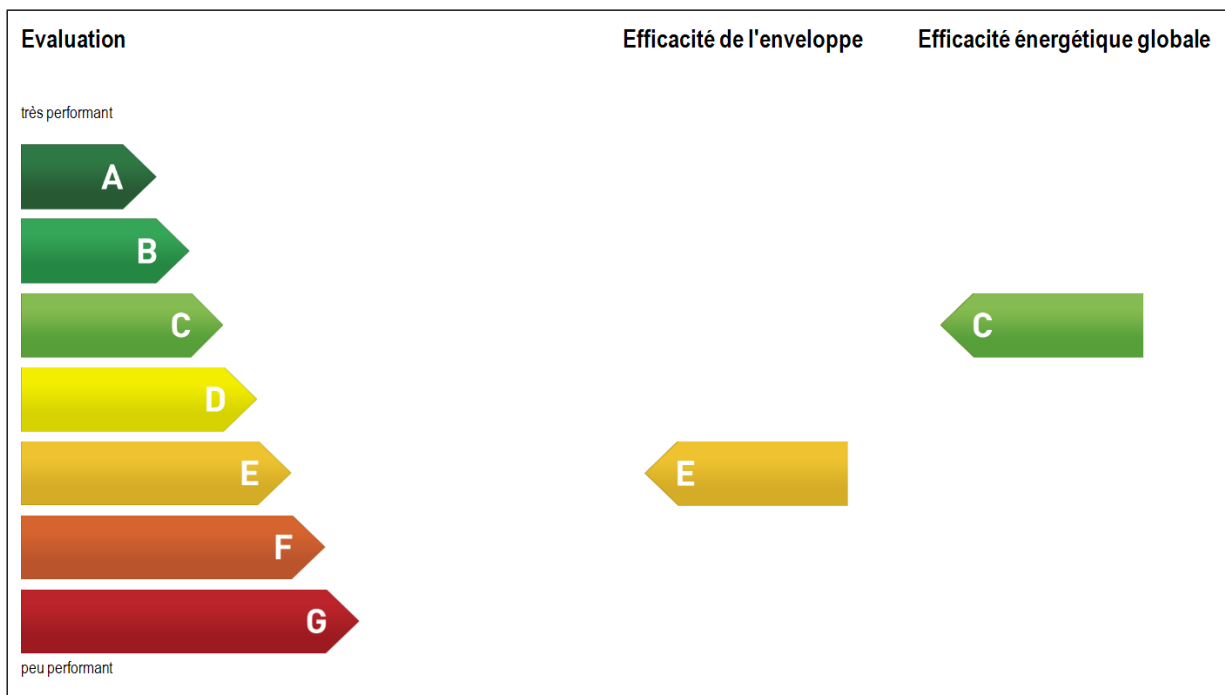 Evaluation
Efficacité de l'enveloppe
Efficacité énergétique globale
très performant
A
B
C
C
D
E
E
F
G
peu performant